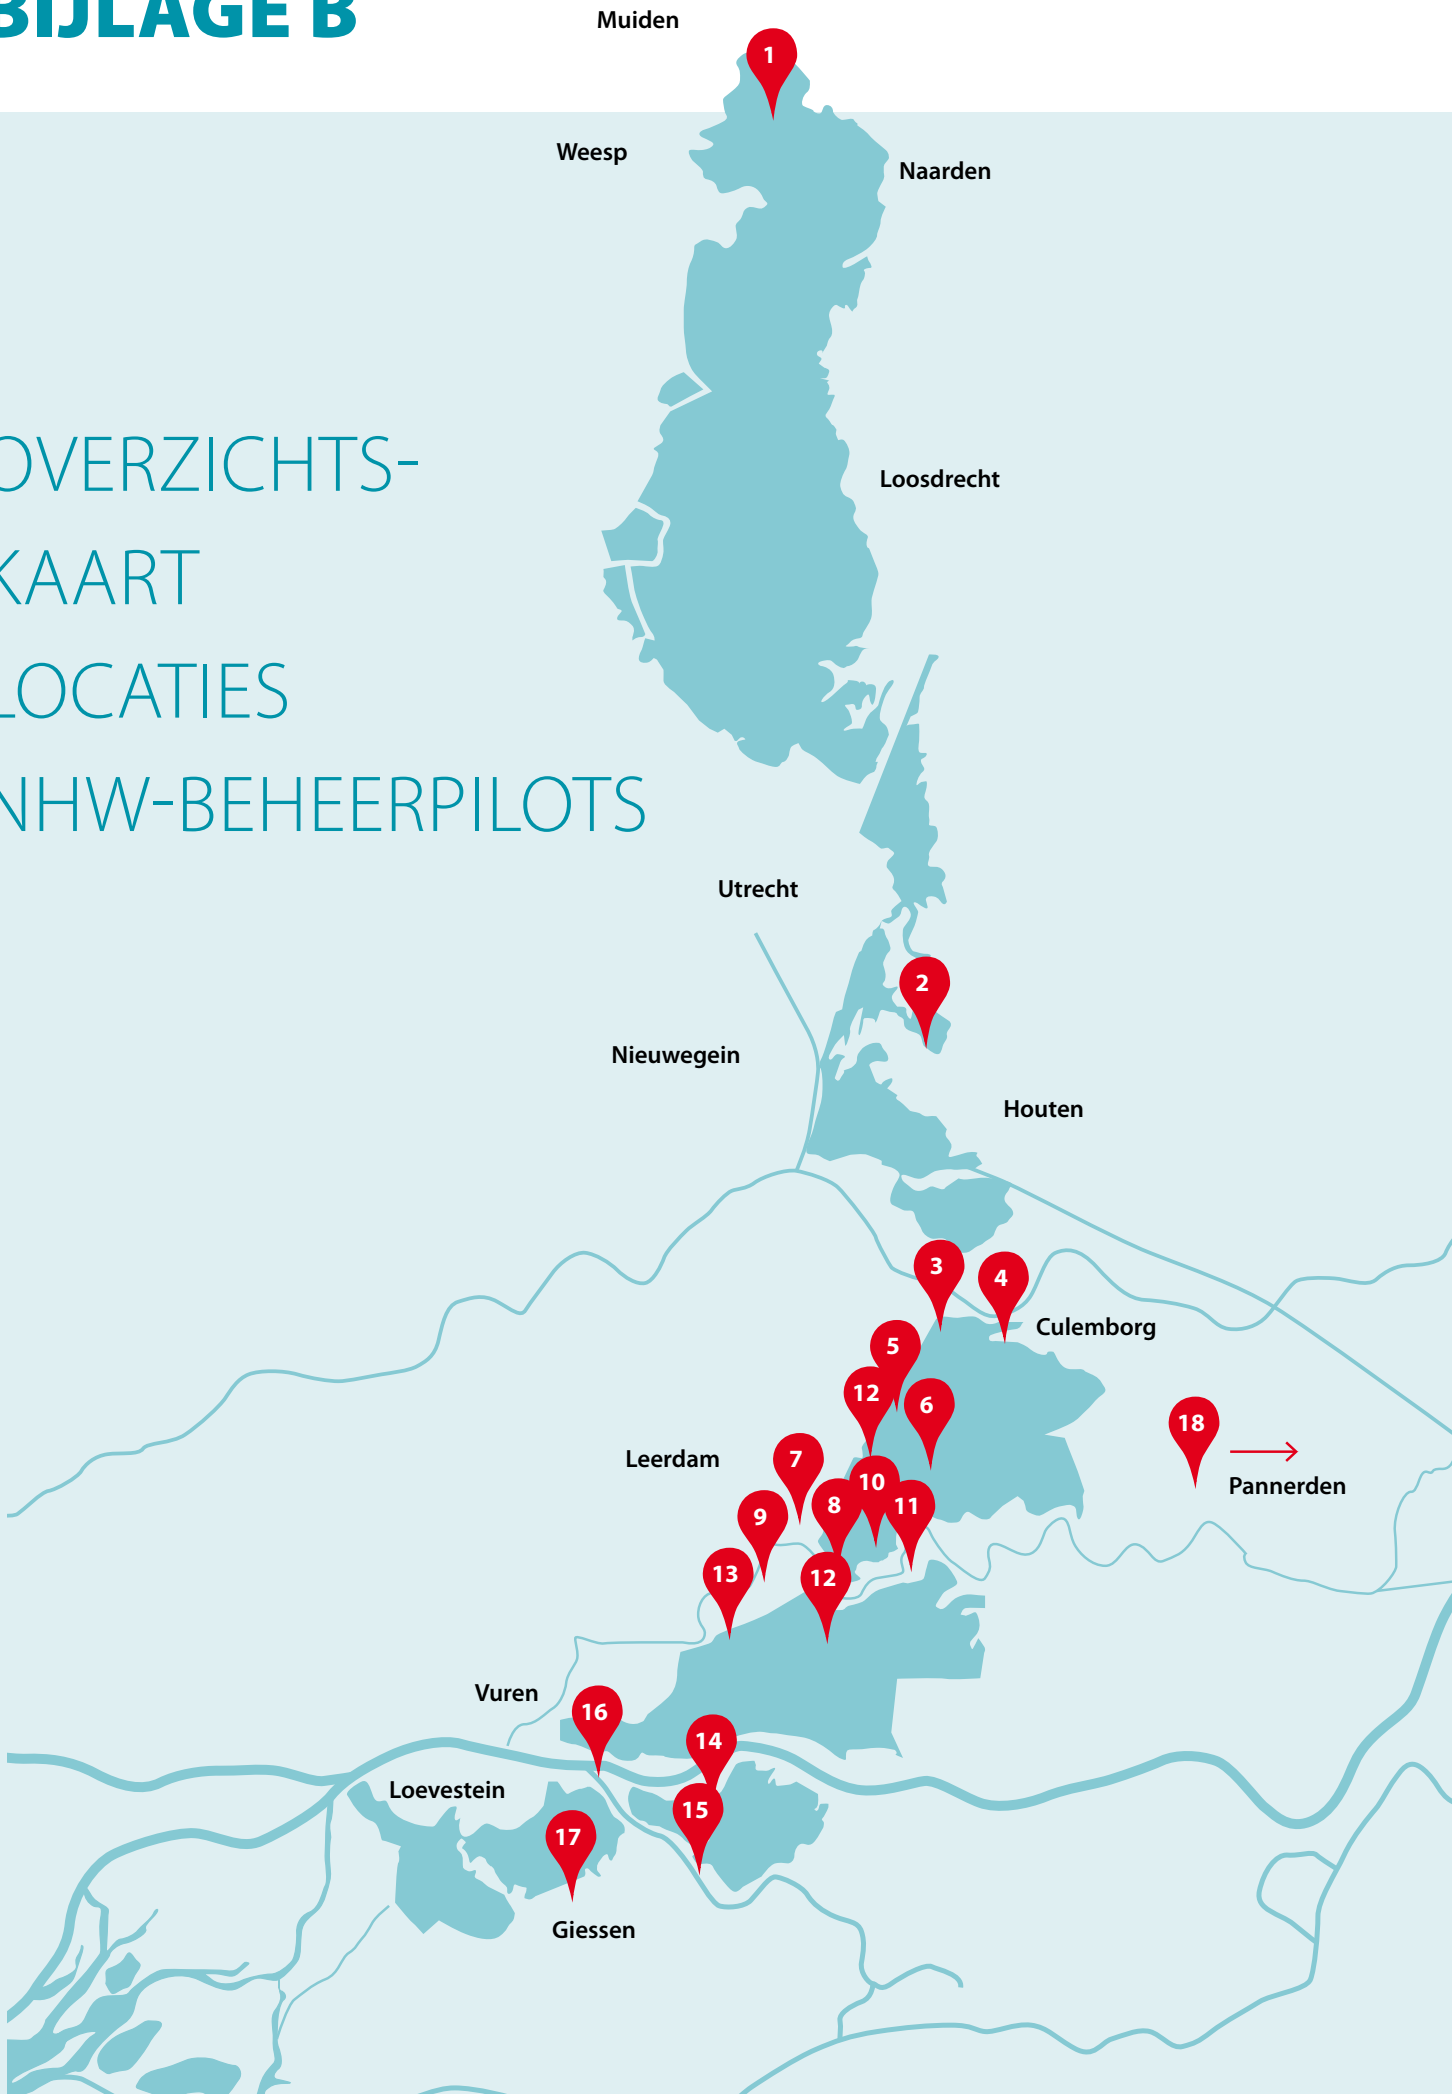 BIJLAGE B
OVERZICHTS-
KAART
LOCATIES
NHW-BEHEERPILOTS
Muiden
1
Weesp
Naarden
Loosdrecht
Utrecht
2
Nieuwegein
Houten
3
4
Culemborg
5
12
6
18
Leerdam
7
10
Pannerden
8
11
9
13
12
Vuren
16
14
Loevestein
15
17
Giessen